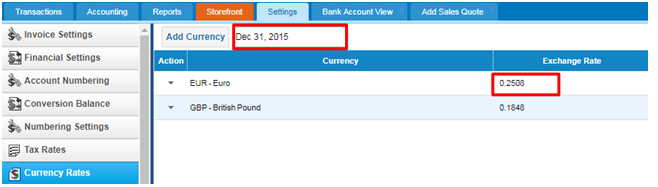 Transactions Accounting Reports Storefront Settings Bank Account View Add Sales Quote
Invoice Settings
Financial Settings
Account Numbering
Conversion Balance
Numbering Settings
Tax Rates
Currency Rates
Add Currency Dec 31, 2015
Action Currency Exchange Rate
EUR - Euro 0.2508
GBP - British Pound 0.1848